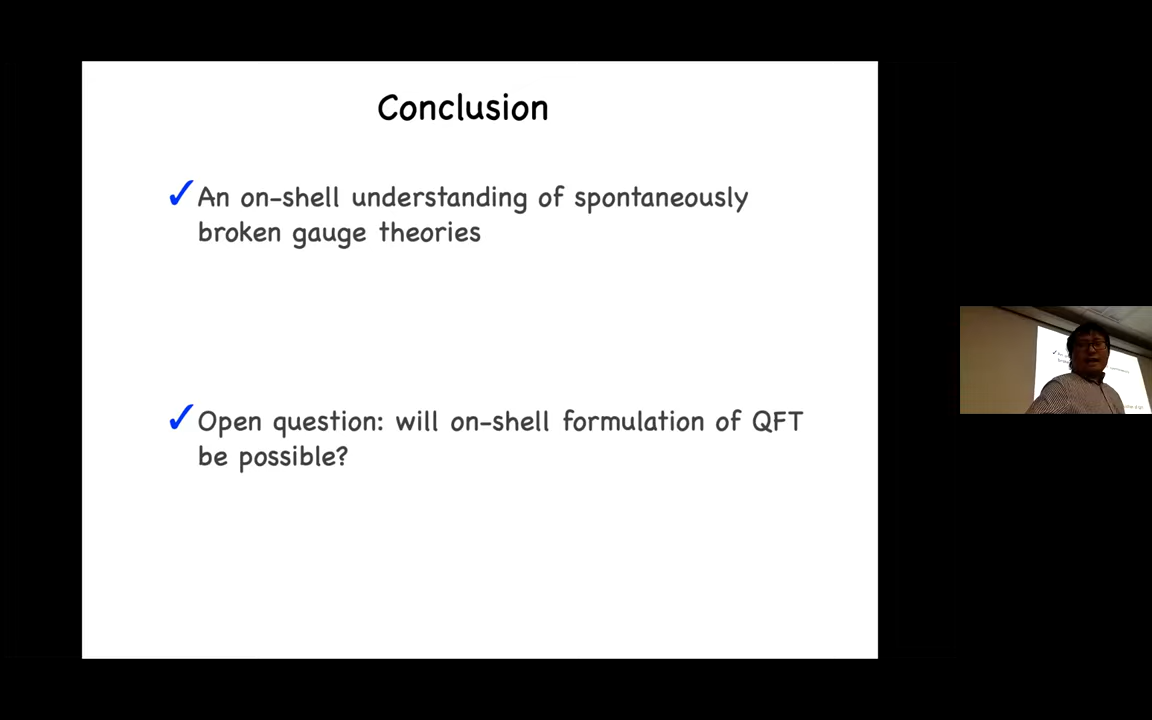 Conclusion
✓An on-shell understanding of spontaneously
broken gauge theories
✓Open question: will on-shell formulation of QFT
be possible?